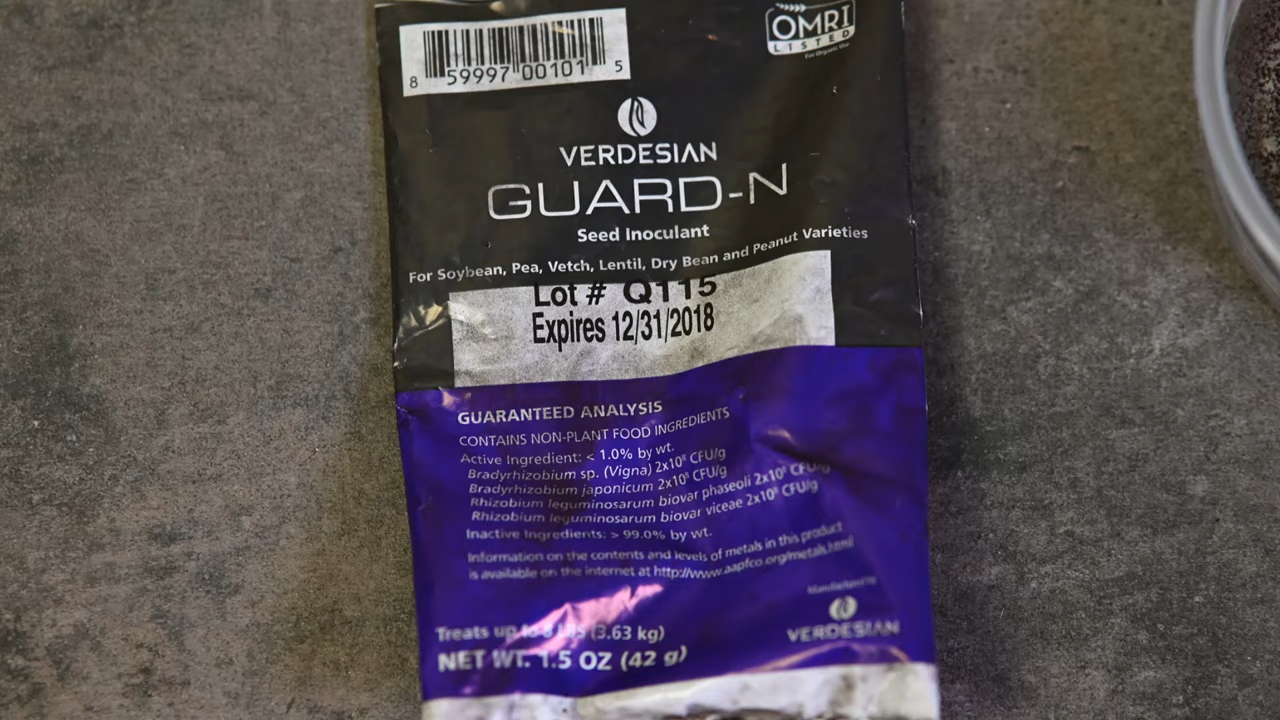 8 59997 00101 5
OMRI
LISTED
For Organic Use
VERDESIAN
GUARD-N
Seed Inoculant
For Soybean, Pea, Vetch, Lentil, Dry Bean and Peanut Varieties
Lot # Q115
Expires 12/31/2018
GUARANTEED ANALYSIS
CONTAINS NON-PLANT FOOD INGREDIENTS
Active Ingredient: < 1.0% by wt.
Bradyrhizobium sp. (Vigna) 2x10⁸ CFU/g
Bradyrhizobium japonicum 2x10⁸ CFU/g
Rhizobium leguminosarum biovar phaseoli 2x10⁸ CFU/g
Rhizobium leguminosarum biovar viceae 2x10⁸ CFU/g
Inactive Ingredients: > 99.0% by wt.
Information on the contents and levels of metals in this product
is available on the internet at http://www.aapfco.org/metals.html
Manufactured by
VERDESIAN
Treats up to 8 Lbs (3.63 kg)
NET WT. 1.5 OZ (42 g)